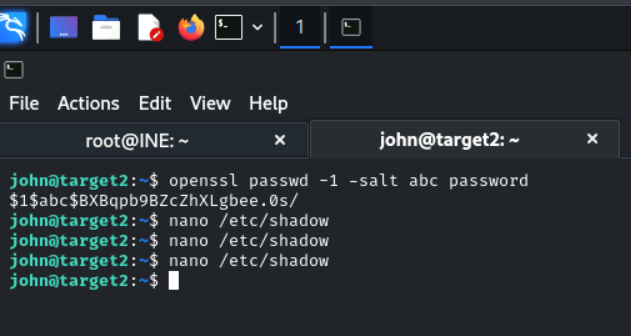 1
File Actions Edit View Help
root@INE: ~ × john@target2: ~ ×
john@target2:~$ openssl passwd -1 -salt abc password
$1$abc$BXBqpb9BZcZhXLgbee.0s/
john@target2:~$ nano /etc/shadow
john@target2:~$ nano /etc/shadow
john@target2:~$ nano /etc/shadow
john@target2:~$